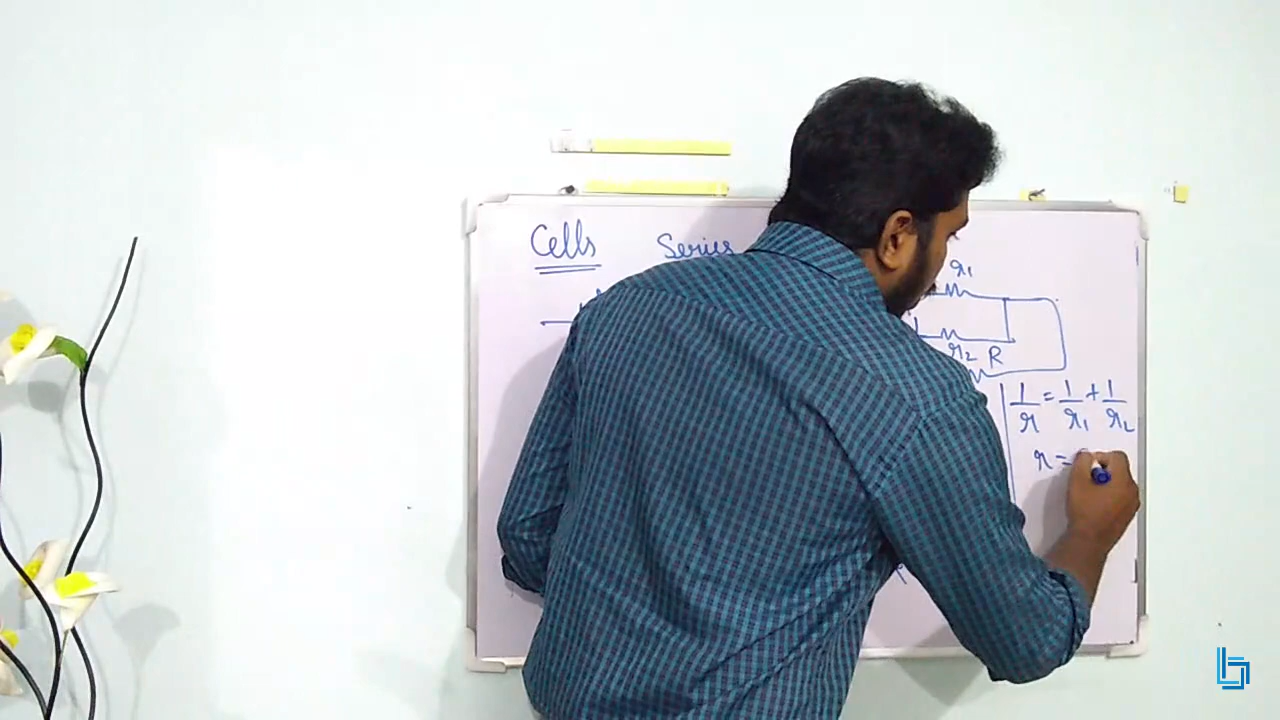 Cells Series
r₁
r₂ R
1/r = 1/r₁ + 1/r₂
r =